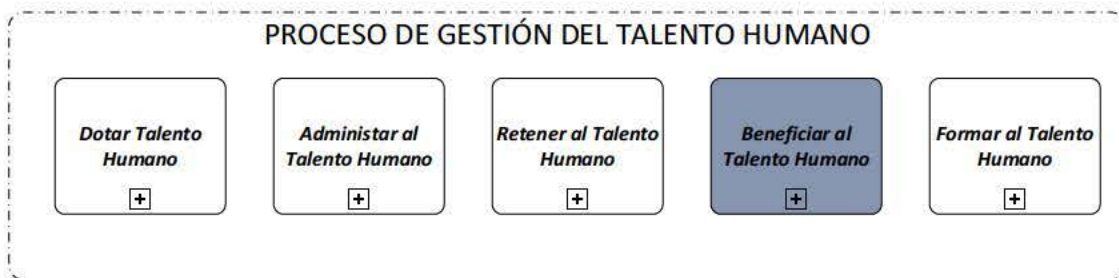 PROCESO DE GESTIÓN DEL TALENTO HUMANO
Dotar Talento
Humano
Administar al
Talento Humano
Retener al Talento
Humano
Beneficiar al
Talento Humano
Formar al Talento
Humano